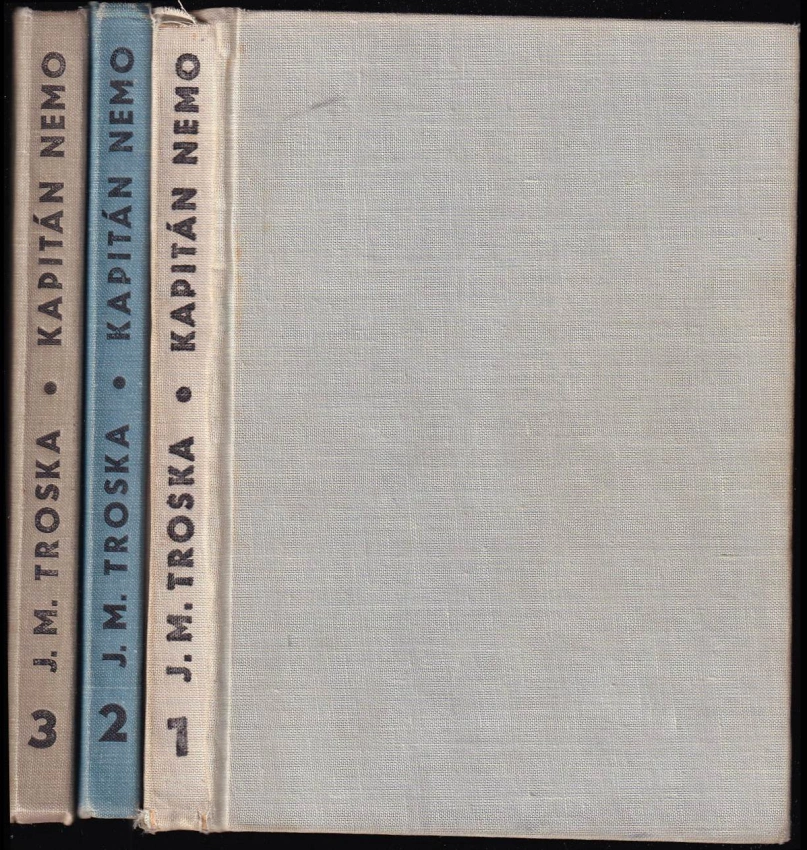 3 J. M. TROSKA • KAPITÁN NEMO
2 J. M. TROSKA • KAPITÁN NEMO
1 J. M. TROSKA • KAPITÁN NEMO